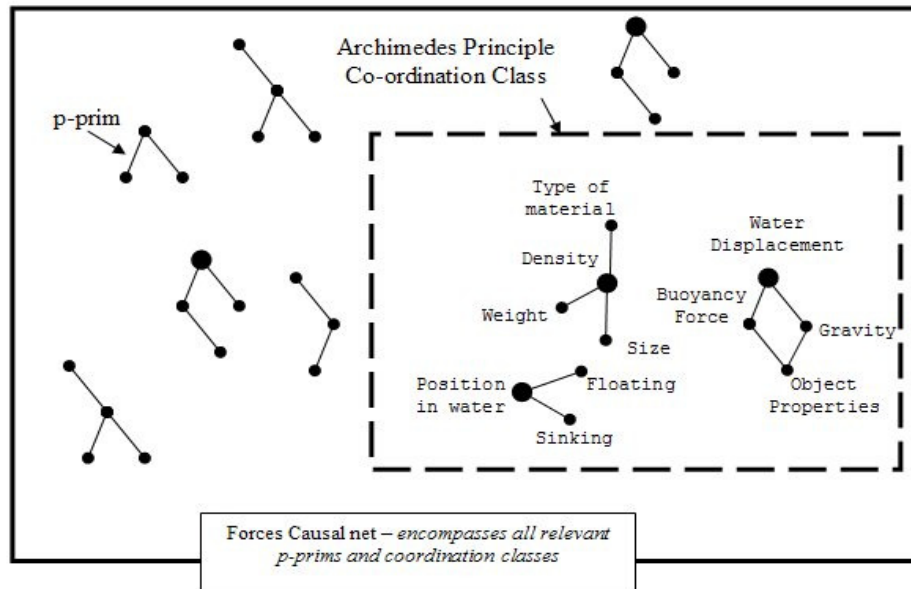 Archimedes Principle
Co-ordination Class
p-prim
Type of
material
Density
Weight
Size
Water
Displacement
Buoyancy
Force
Gravity
Object
Properties
Position
in water
Floating
Sinking
Forces Causal net – encompasses all relevant
p-prims and coordination classes